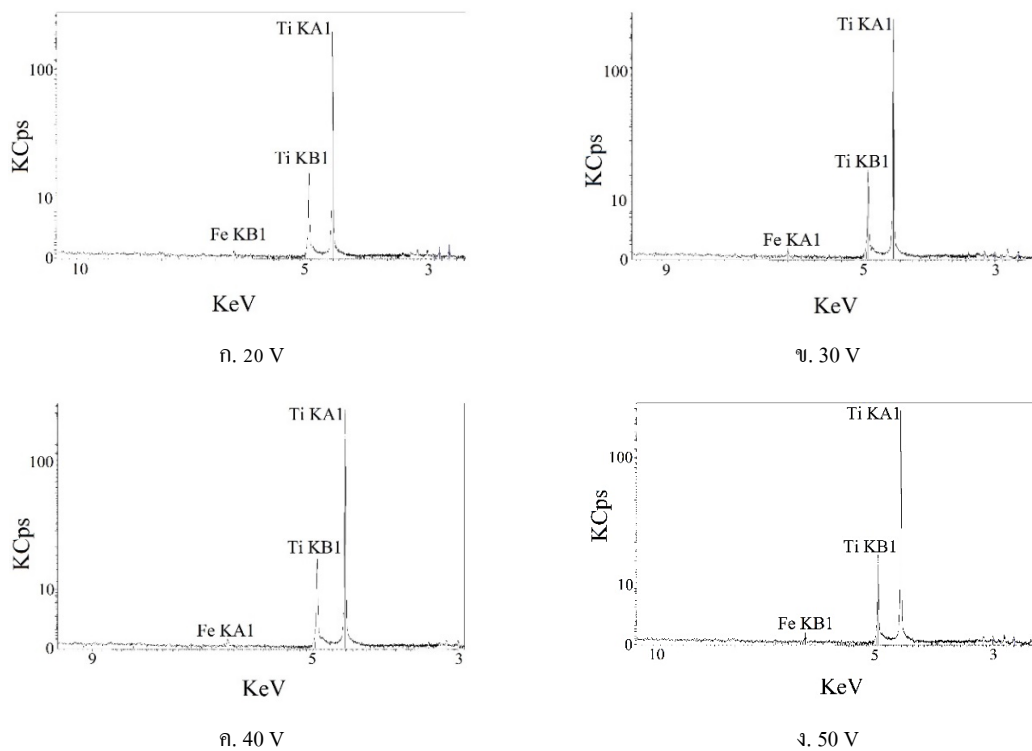 Ti KA1
100
KCps
Ti KB1
10
Fe KB1
0
10 5 3
KeV
ก. 20 V
Ti KA1
100
KCps
Ti KB1
10
Fe KA1
0
9 5 3
KeV
ข. 30 V
Ti KA1
100
KCps
Ti KB1
10
Fe KA1
0
9 5 3
KeV
ค. 40 V
Ti KA1
100
KCps
Ti KB1
10
Fe KB1
0
10 5 3
KeV
ง. 50 V